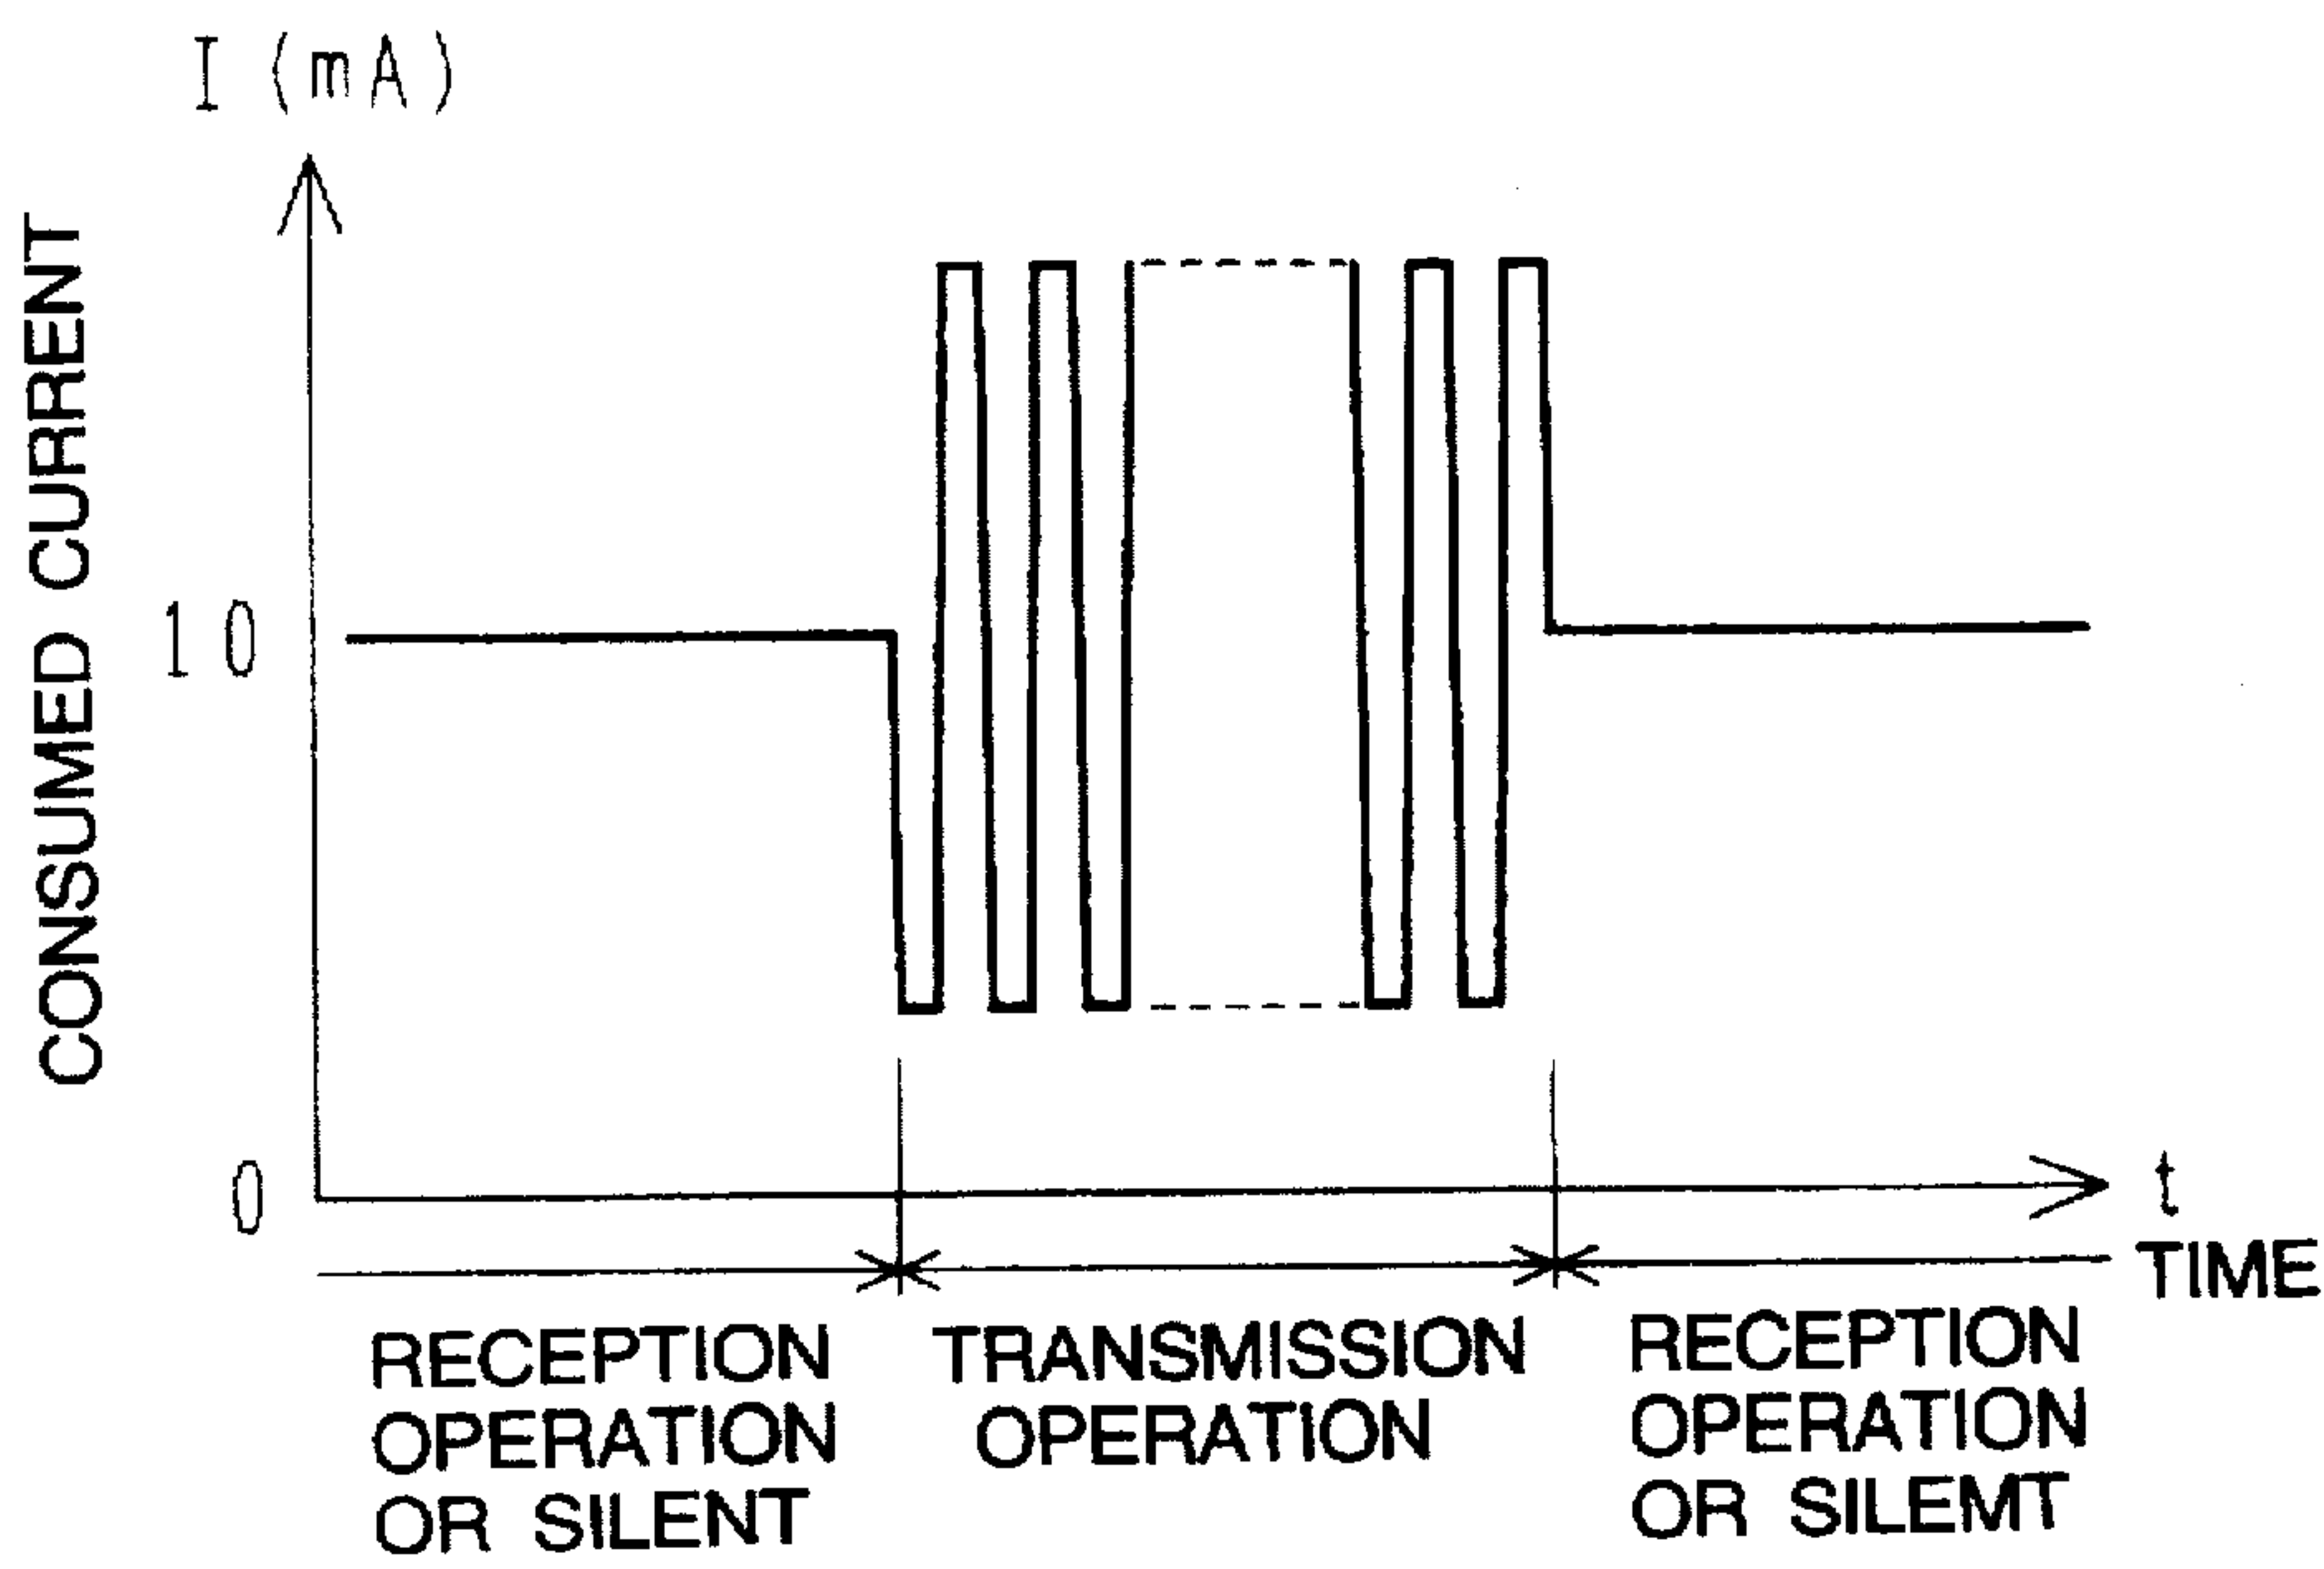 I (mA)
CONSUMED CURRENT
10
0
t
TIME
RECEPTION
OPERATION
OR SILENT
TRANSMISSION
OPERATION
RECEPTION
OPERATION
OR SILEMT